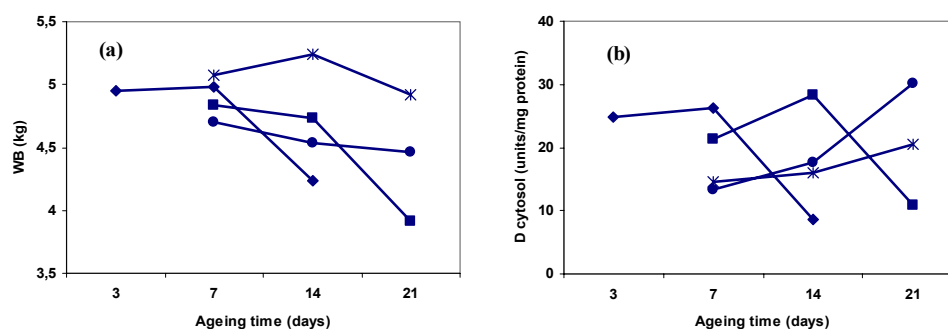 (a)
WB (kg)
5,5
5
4,5
4
3,5
3 7 14 21
Ageing time (days)
(b)
D cytosol (units/mg protein)
40
30
20
10
0
3 7 14 21
Ageing time (days)